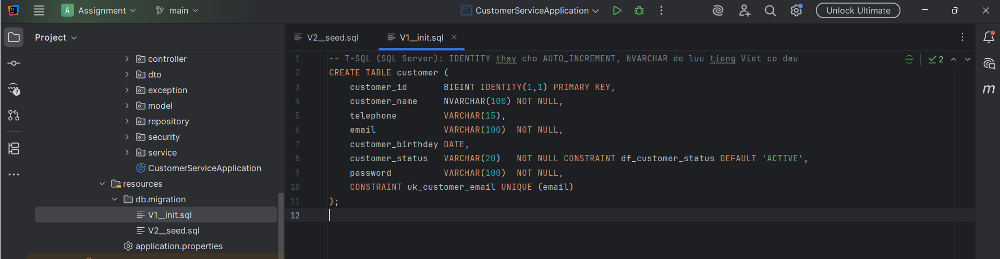 A Assignment main CustomerServiceApplication Unlock Ultimate
Project
V2__seed.sql V1__init.sql
controller
dto
exception
model
repository
security
service
CustomerServiceApplication
resources
db.migration
V1__init.sql
V2__seed.sql
application.properties
1 -- T-SQL (SQL Server): IDENTITY thay cho AUTO_INCREMENT, NVARCHAR de luu tieng Viet co dau
2
2 CREATE TABLE customer (
3 customer_id BIGINT IDENTITY(1,1) PRIMARY KEY,
4 customer_name NVARCHAR(100) NOT NULL,
5 telephone VARCHAR(15),
6 email VARCHAR(100) NOT NULL,
7 customer_birthday DATE,
8 customer_status VARCHAR(20) NOT NULL CONSTRAINT df_customer_status DEFAULT 'ACTIVE',
9 password VARCHAR(100) NOT NULL,
10 CONSTRAINT uk_customer_email UNIQUE (email)
11 );
12
m